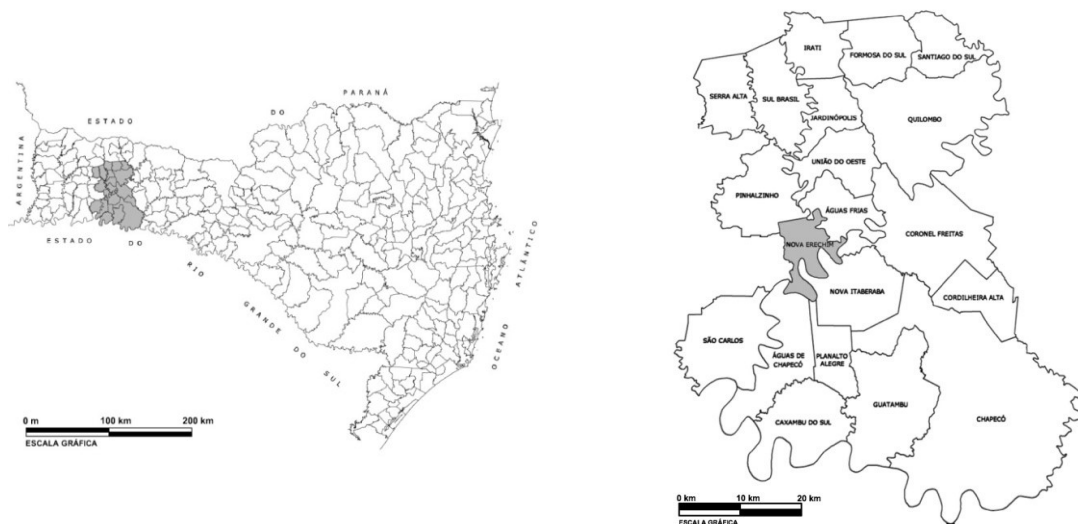 PARANÁ
DO
ESTADO
ARGENTINA
ESTADO DO
RIO
GRANDE DO SUL
OCEANO ATLÂNTICO
0 m 100 km 200 km
ESCALA GRÁFICA
IRATI
FORMOSA DO SUL
SANTIAGO DO SUL
SERRA ALTA
SUL BRASIL
JARDINÓPOLIS
QUILOMBO
UNIÃO DO OESTE
PINHALZINHO
ÁGUAS FRIAS
CORONEL FREITAS
NOVA ERECHIM
NOVA ITABERABA
CORDILHEIRA ALTA
SÃO CARLOS
ÁGUAS DE
CHAPECÓ
PLANALTO
ALEGRE
GUATAMBU
CHAPECÓ
CAXAMBU DO SUL
0 km 10 km 20 km
ESCALA GRÁFICA